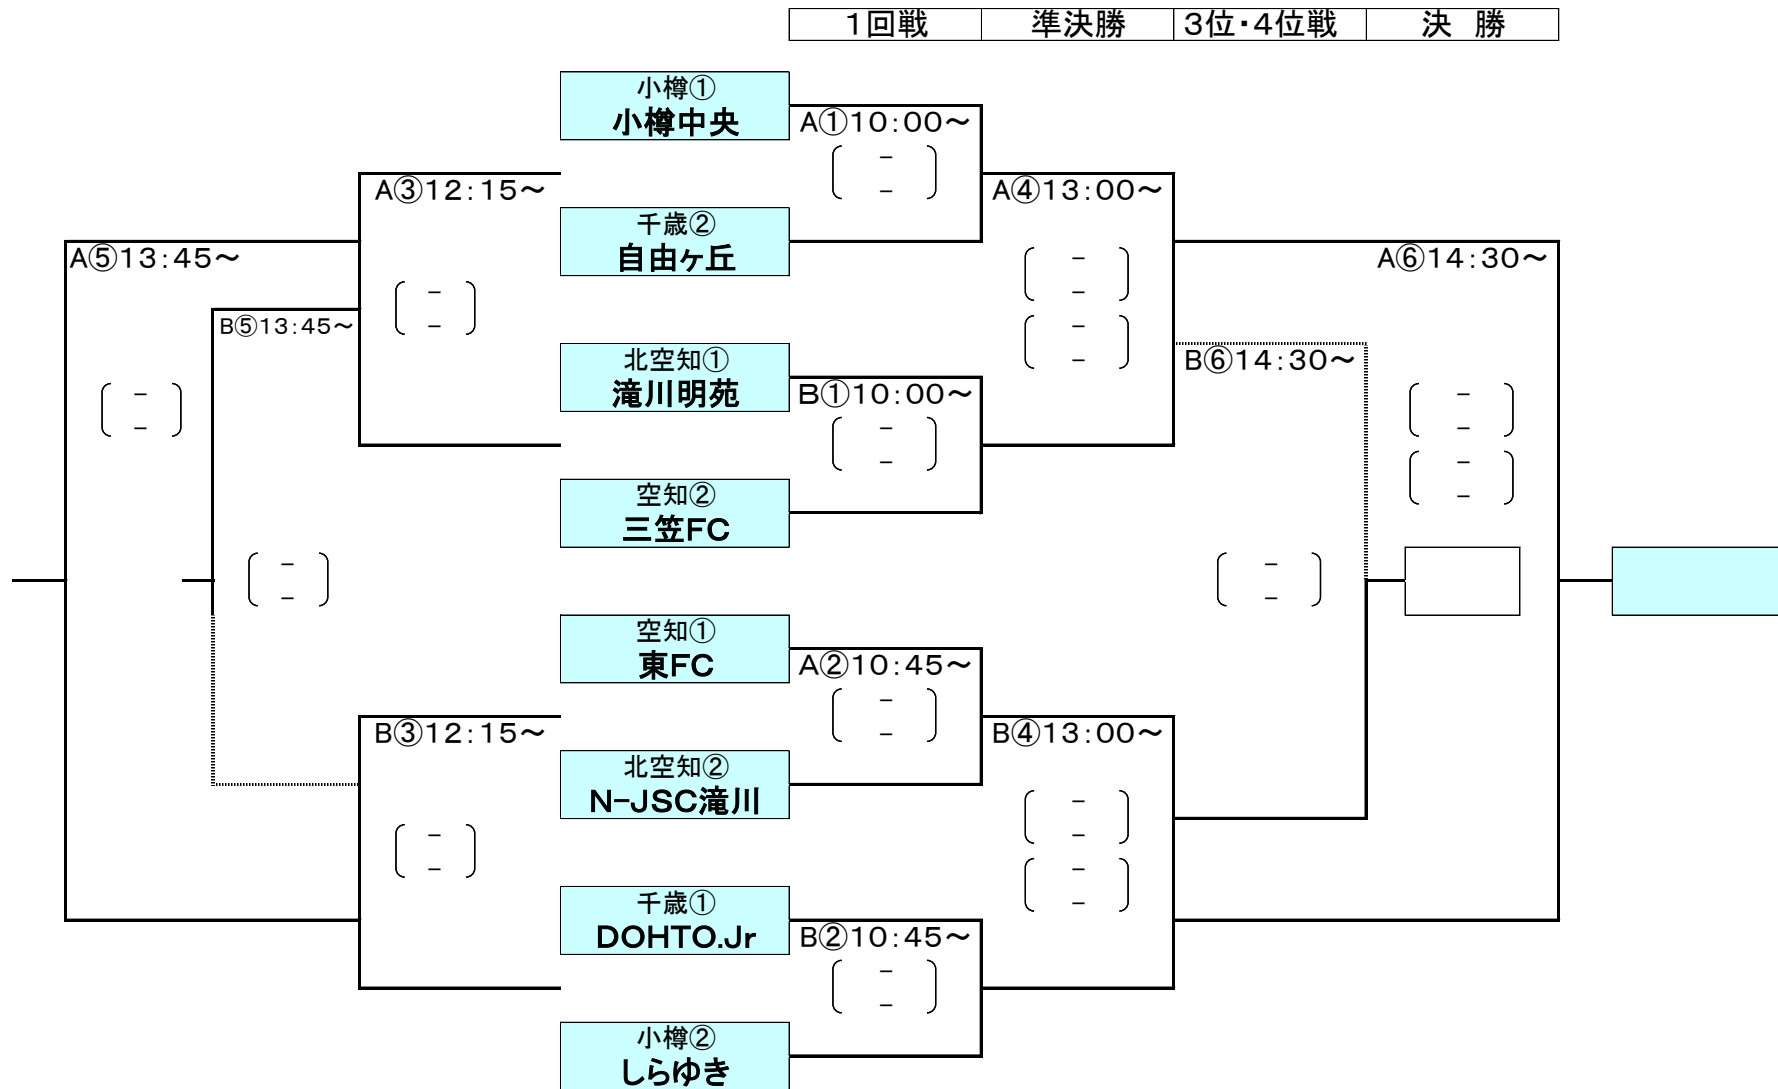 1回戦 準決勝 3位・4位戦 決 勝
小樽①
小樽中央
A①10:00～
-
-
A③12:15～
A④13:00～
千歳②
自由ヶ丘
A⑤13:45～
A⑥14:30～
-
-
-
-
B⑤13:45～
-
-
北空知①
滝川明苑
B⑥14:30～
B①10:00～
-
-
-
-
-
-
-
-
空知②
三笠FC
-
-
-
-
空知①
東FC
A②10:45～
-
-
B③12:15～
B④13:00～
北空知②
N-JSC滝川
-
-
-
-
-
-
千歳①
DOHTO.Jr
B②10:45～
-
-
小樽②
しらゆき